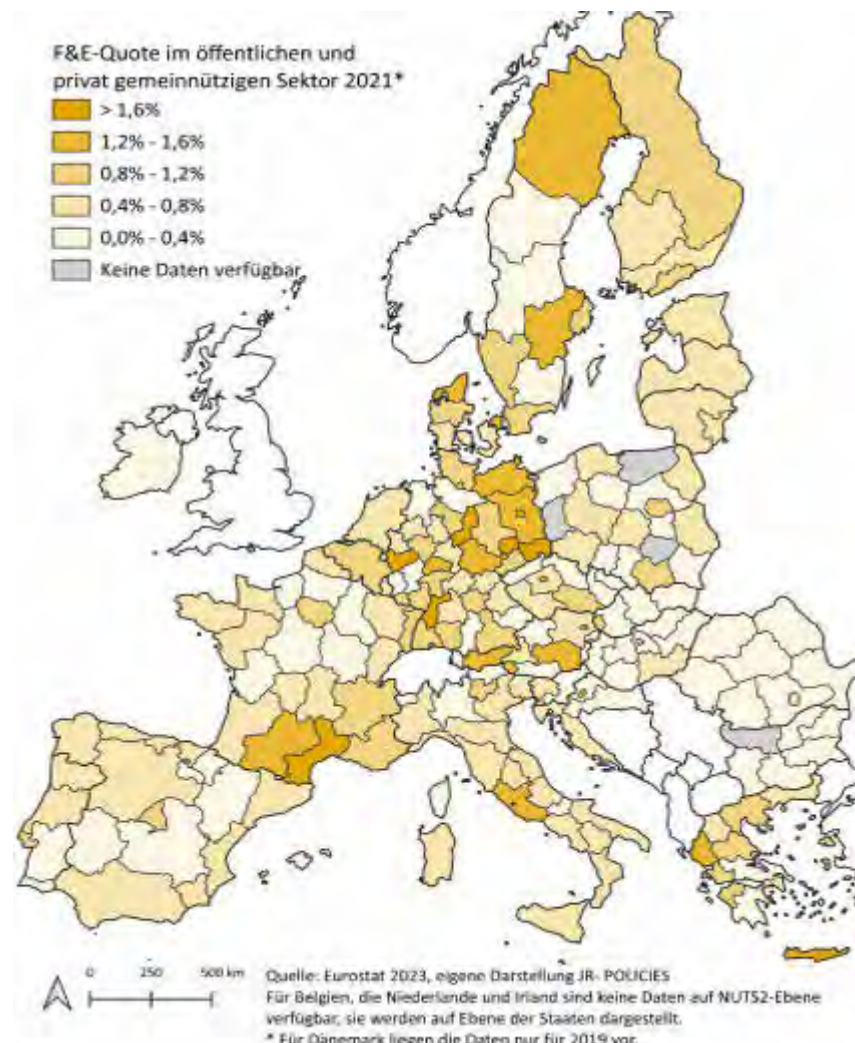 F&E-Quote im öffentlichen und
privat gemeinnützigen Sektor 2021*
> 1,6%
1,2% - 1,6%
0,8% - 1,2%
0,4% - 0,8%
0,0% - 0,4%
Keine Daten verfügbar
0 250 500 km
Quelle: Eurostat 2023, eigene Darstellung JR- POLICIES
Für Belgien, die Niederlande und Irland sind keine Daten auf NUTS2-Ebene
verfügbar, sie werden auf Ebene der Staaten dargestellt.
* Für Dänemark liegen die Daten nur für 2019 vor.